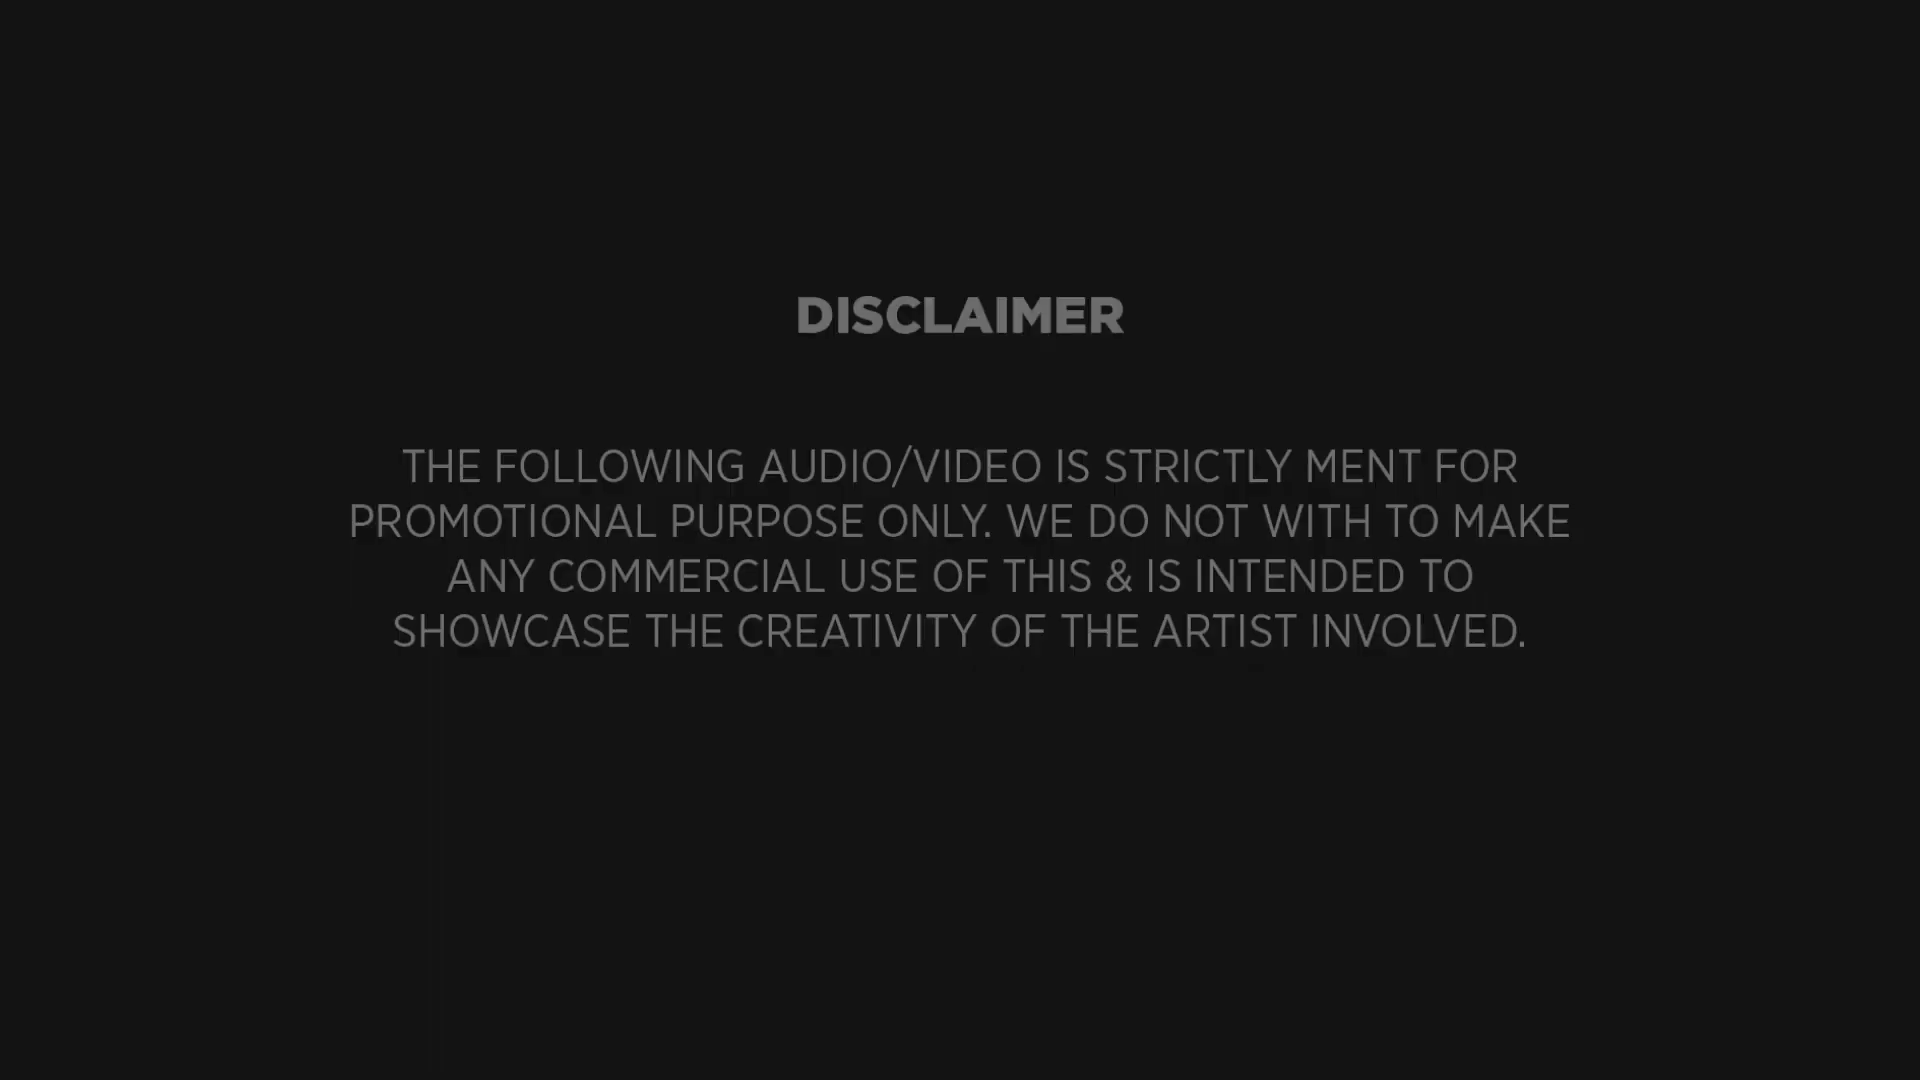 DISCLAIMER
THE FOLLOWING AUDIO/VIDEO IS STRICTLY MENT FOR
PROMOTIONAL PURPOSE ONLY. WE DO NOT WITH TO MAKE
ANY COMMERCIAL USE OF THIS & IS INTENDED TO
SHOWCASE THE CREATIVITY OF THE ARTIST INVOLVED.